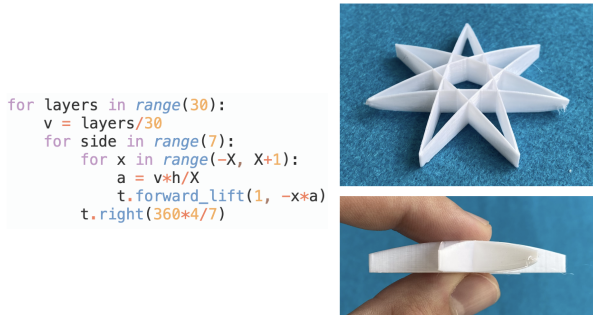 for layers in range(30):
    v = layers/30
    for side in range(7):
        for x in range(-X, X+1):
            a = v*h/X
            t.forward_lift(1, -x*a)
        t.right(360*4/7)